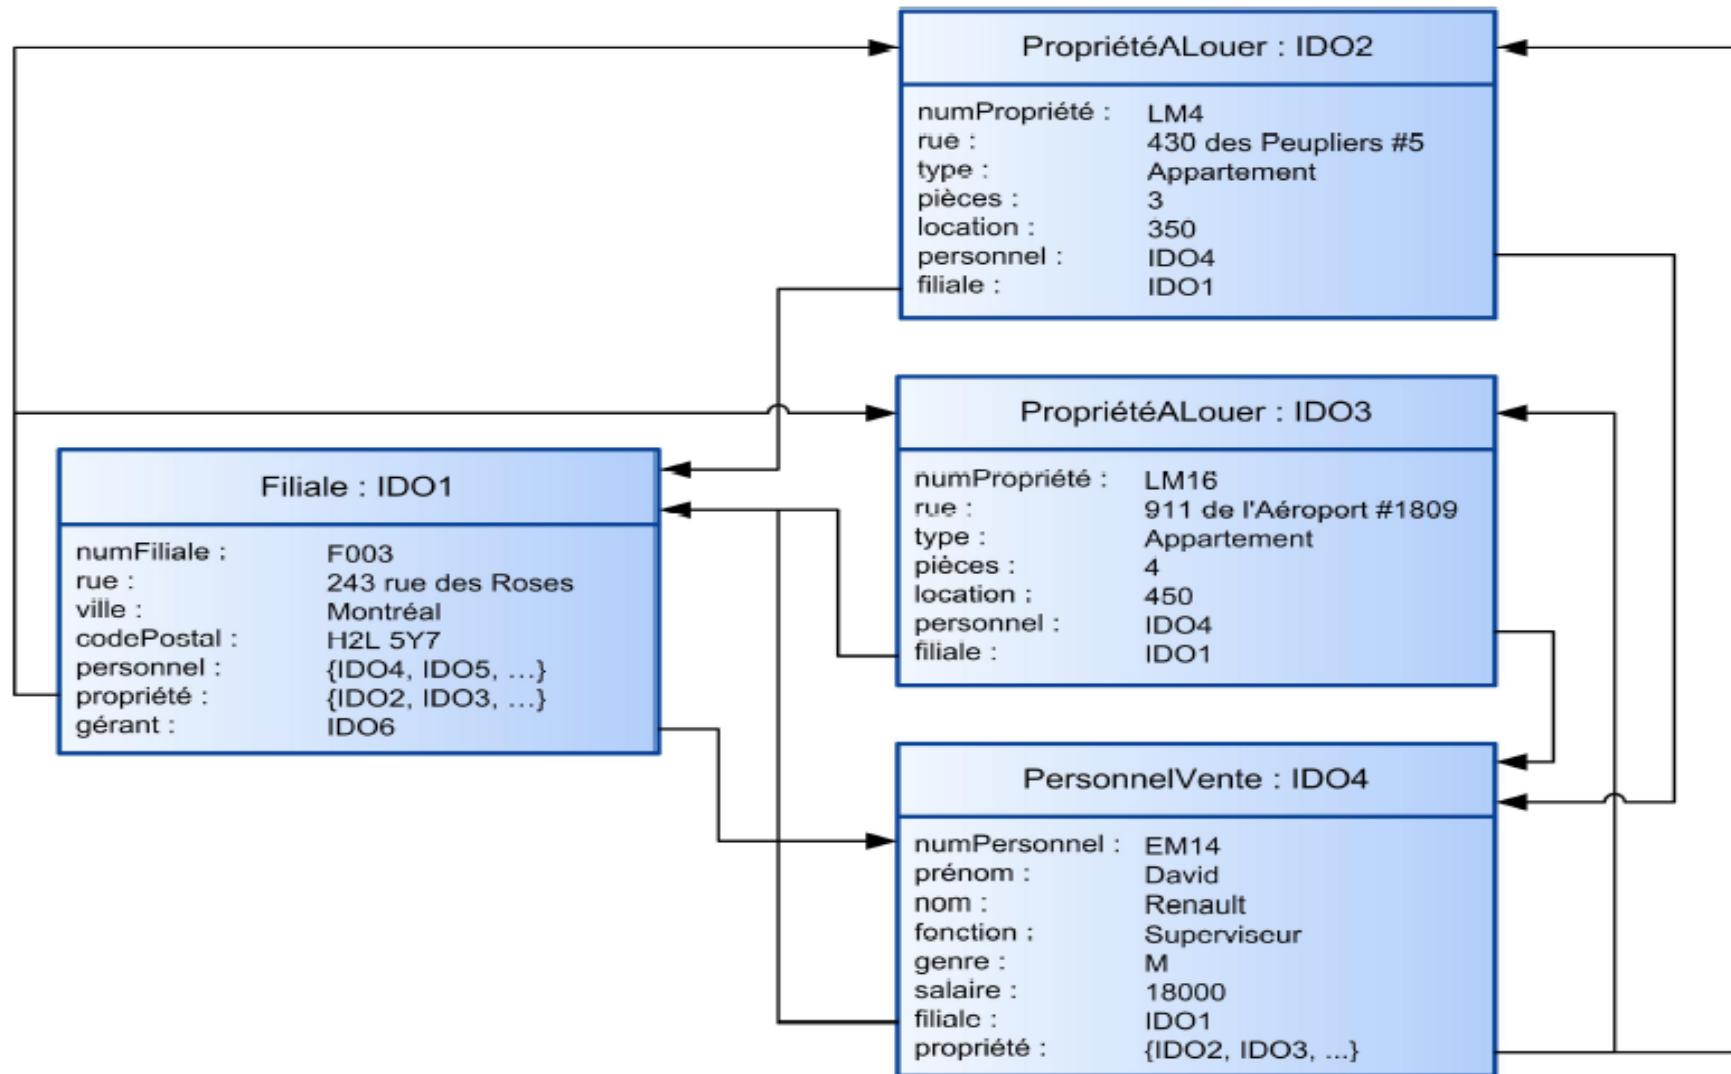 PropriétéALouer : IDO2
numPropriété : LM4
rue : 430 des Peupliers #5
type : Appartement
pièces : 3
location : 350
personnel : IDO4
filiale : IDO1
PropriétéALouer : IDO3
numPropriété : LM16
rue : 911 de l'Aéroport #1809
type : Appartement
pièces : 4
location : 450
personnel : IDO4
filiale : IDO1
Filiale : IDO1
numFiliale : F003
rue : 243 rue des Roses
ville : Montréal
codePostal : H2L 5Y7
personnel : {IDO4, IDO5, ...}
propriété : {IDO2, IDO3, ...}
gérant : IDO6
PersonnelVente : IDO4
numPersonnel : EM14
prénom : David
nom : Renault
fonction : Superviseur
genre : M
salaire : 18000
filiale : IDO1
propriété : {IDO2, IDO3, ...}